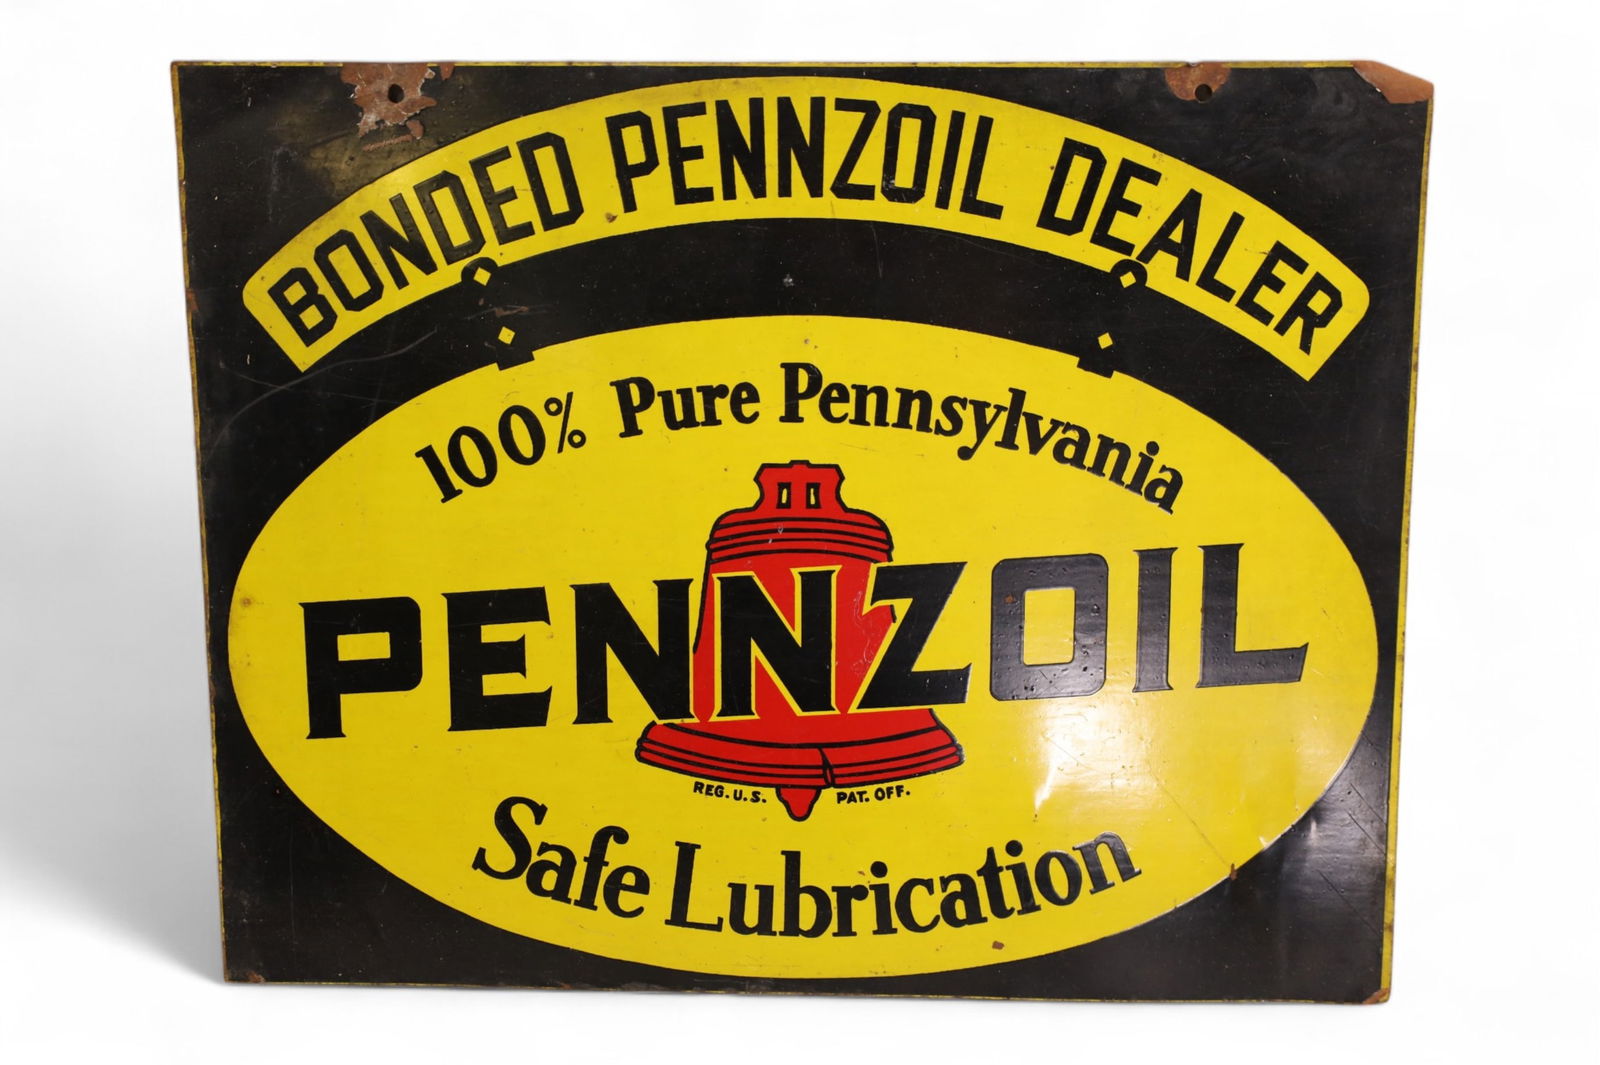 BONDED PENNZOIL DEALER
100% Pure Pennsylvania
PENNZOIL
REG. U.S. PAT. OFF.
Safe Lubrication